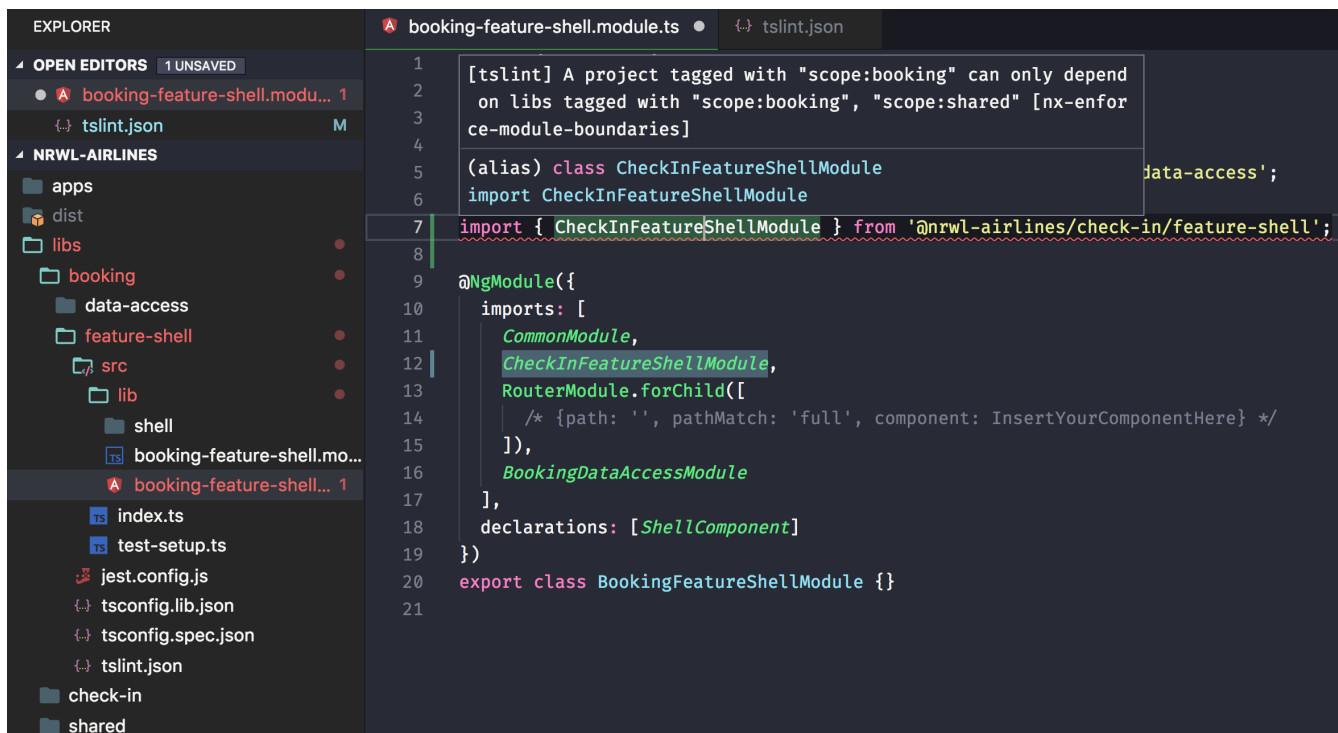 EXPLORER
OPEN EDITORS 1 UNSAVED
booking-feature-shell.modu... 1
tslint.json M
NRWL-AIRLINES
apps
dist
libs
booking
data-access
feature-shell
src
lib
shell
booking-feature-shell.mo...
booking-feature-shell... 1
index.ts
test-setup.ts
jest.config.js
tsconfig.lib.json
tsconfig.spec.json
tslint.json
check-in
shared
booking-feature-shell.module.ts
tslint.json
[tslint] A project tagged with "scope:booking" can only depend
on libs tagged with "scope:booking", "scope:shared" [nx-enfor
ce-module-boundaries]
(alias) class CheckInFeatureShellModule
import CheckInFeatureShellModule
1
2
3
4
5 data-access';
6
7 import { CheckInFeatureShellModule } from '@nrwl-airlines/check-in/feature-shell';
8
9 @NgModule({
10 imports: [
11 CommonModule,
12 CheckInFeatureShellModule,
13 RouterModule.forChild([
14 /* {path: '', pathMatch: 'full', component: InsertYourComponentHere} */
15 ]),
16 BookingDataAccessModule
17 ],
18 declarations: [ShellComponent]
19 })
20 export class BookingFeatureShellModule {}
21